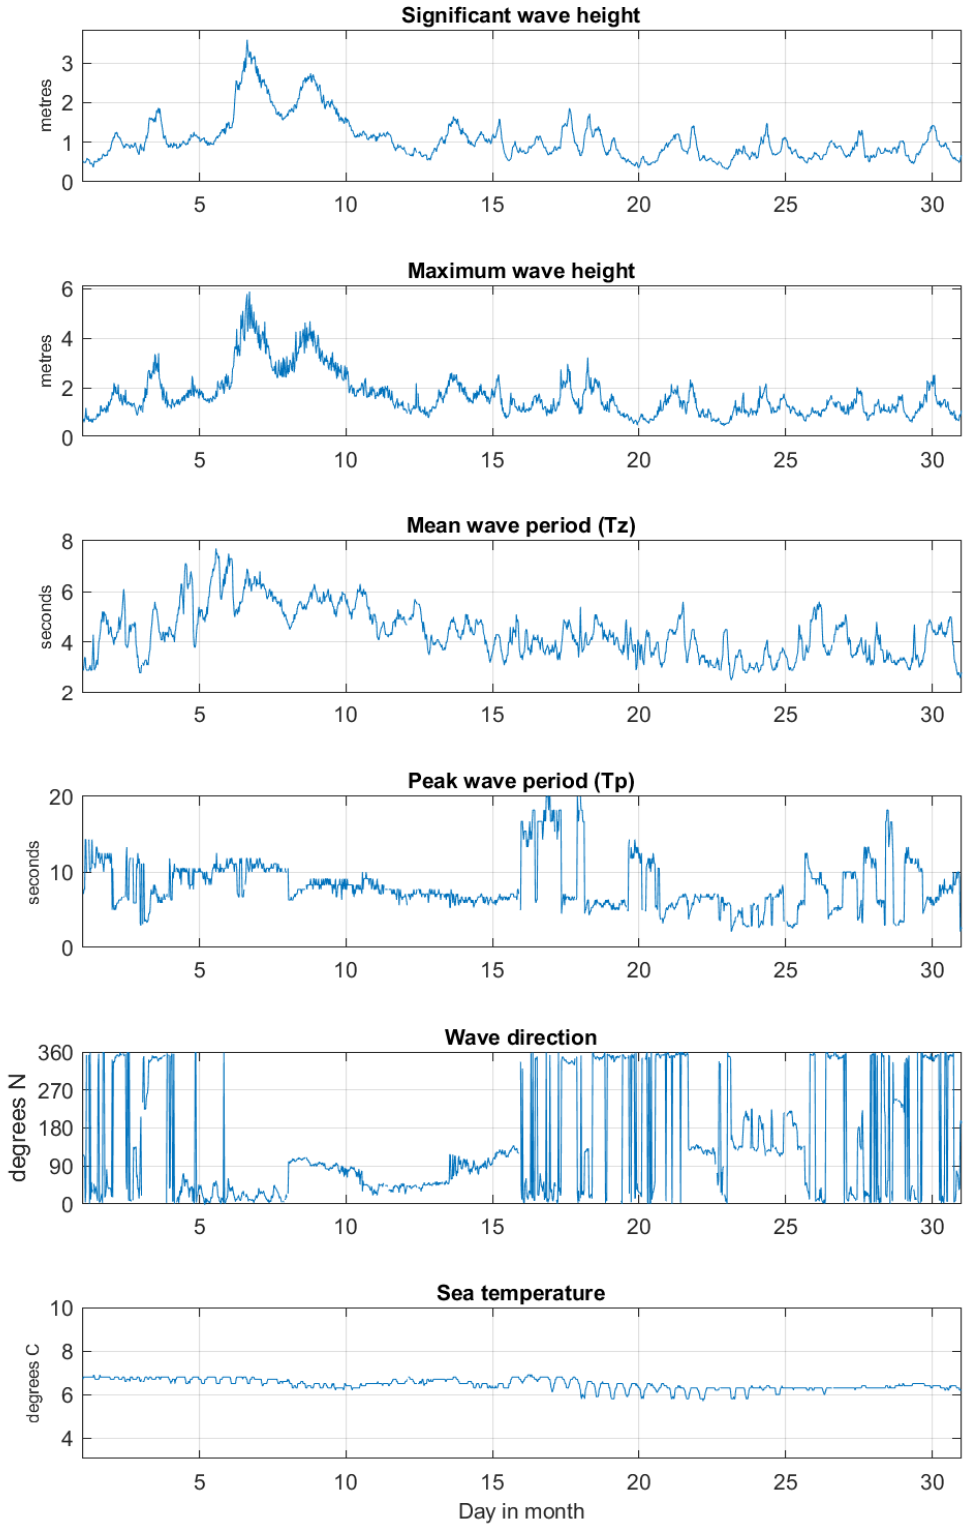 Significant wave height
metres
3
2
1
0
5 10 15 20 25 30
Maximum wave height
metres
6
4
2
0
5 10 15 20 25 30
Mean wave period (Tz)
seconds
8
6
4
2
5 10 15 20 25 30
Peak wave period (Tp)
seconds
20
10
0
5 10 15 20 25 30
Wave direction
degrees N
360
270
180
90
0
5 10 15 20 25 30
Sea temperature
degrees C
10
8
6
4
5 10 15 20 25 30
Day in month